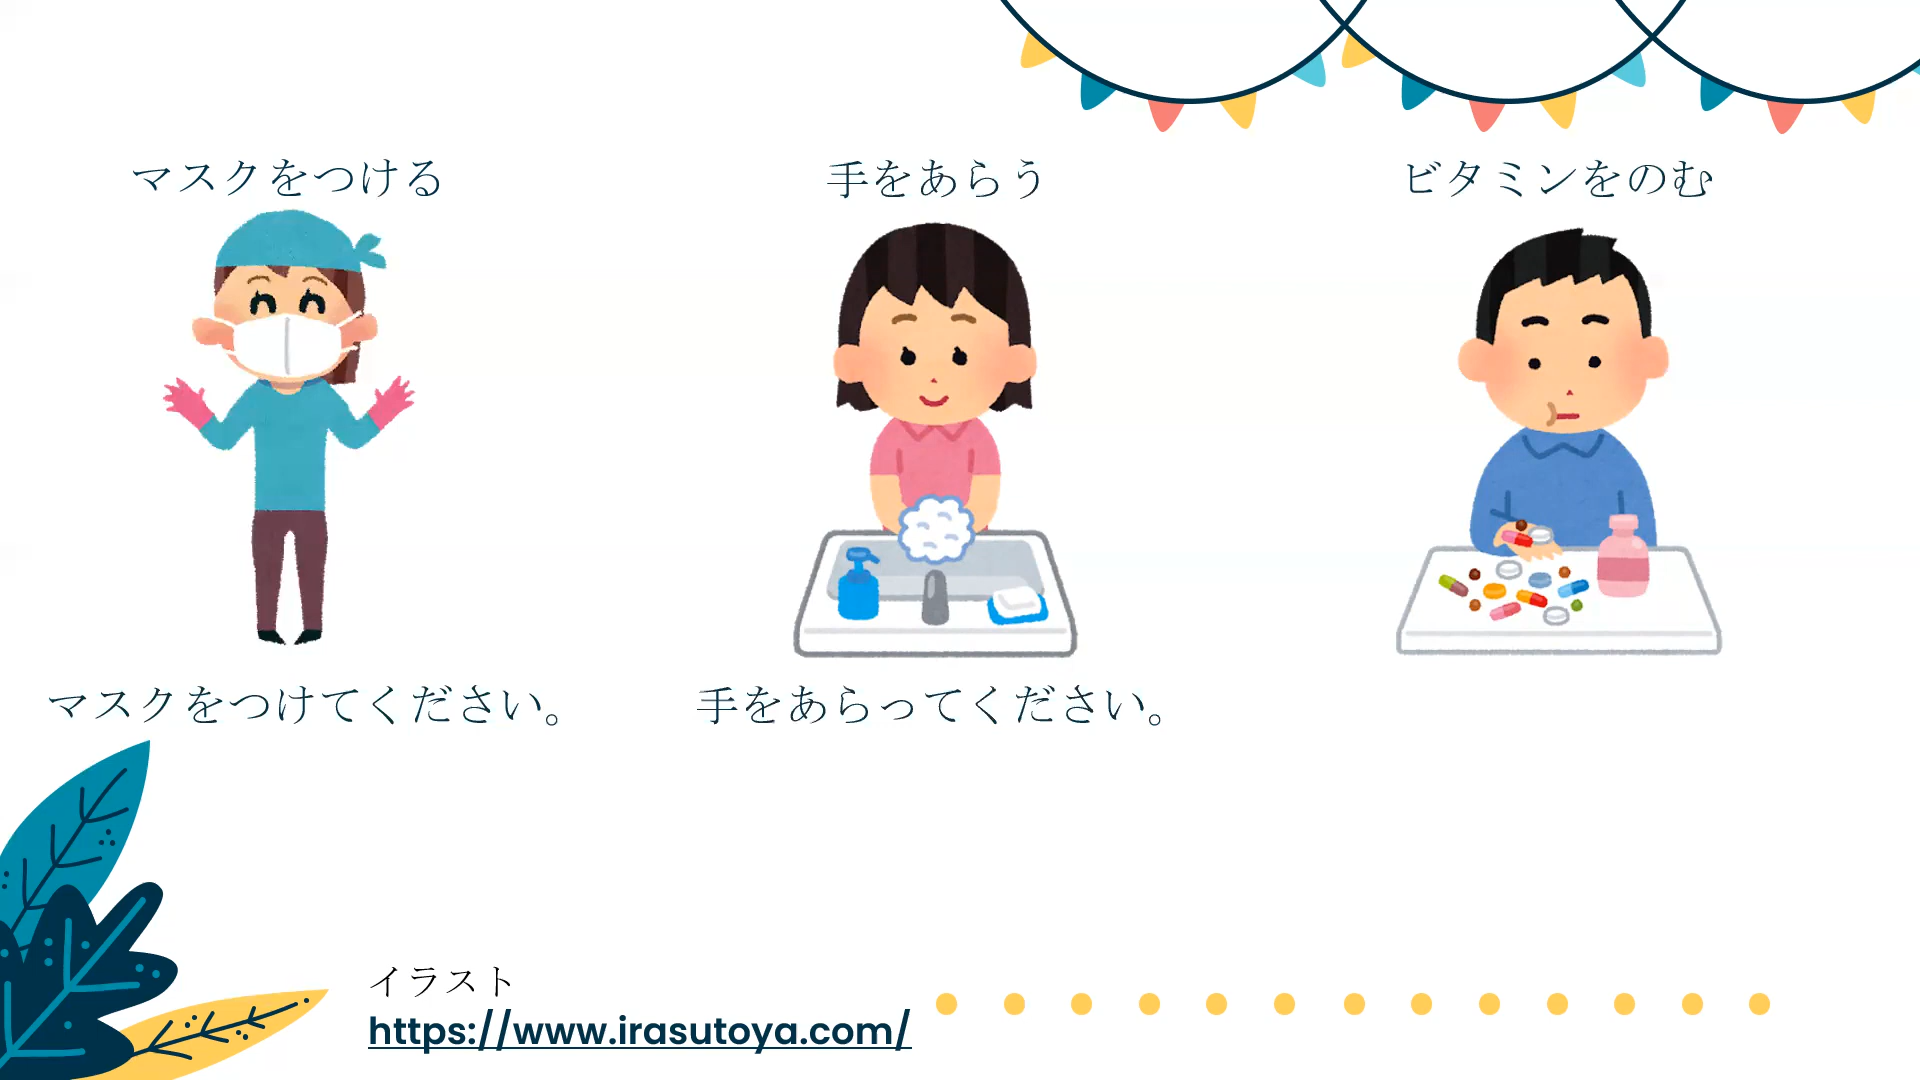 マスクをつける
手をあらう
ビタミンをのむ
マスクをつけてください。
手をあらってください。
イラスト
https://www.irasutoya.com/